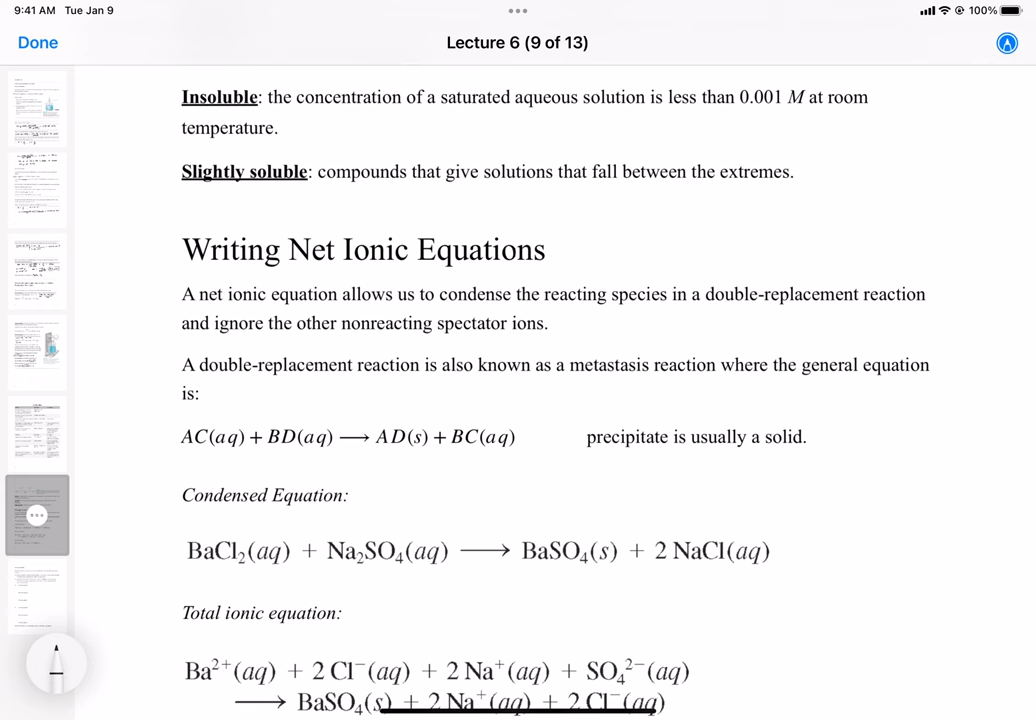 9:41 AM Tue Jan 9
100%
Done
Lecture 6 (9 of 13)
Insoluble: the concentration of a saturated aqueous solution is less than 0.001 M at room
temperature.
Slightly soluble: compounds that give solutions that fall between the extremes.
Writing Net Ionic Equations
A net ionic equation allows us to condense the reacting species in a double-replacement reaction
and ignore the other nonreacting spectator ions.
A double-replacement reaction is also known as a metastasis reaction where the general equation
is:
AC(aq) + BD(aq) ⟶ AD(s) + BC(aq) precipitate is usually a solid.
Condensed Equation:
BaCl₂(aq) + Na₂SO₄(aq) ⟶ BaSO₄(s) + 2 NaCl(aq)
Total ionic equation:
Ba²⁺(aq) + 2 Cl⁻(aq) + 2 Na⁺(aq) + SO₄²⁻(aq)
⟶ BaSO₄(s) + 2 Na⁺(aq) + 2 Cl⁻(aq)